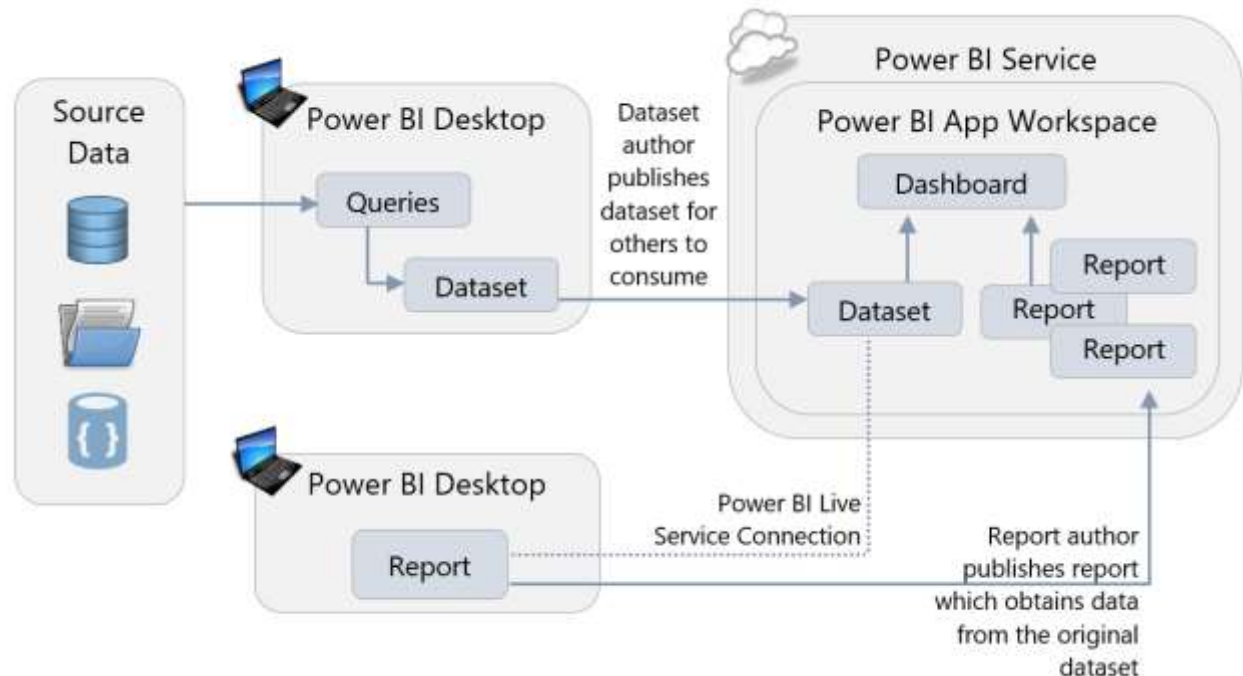 Source
Data
Power BI Desktop
Queries
Dataset
Dataset
author
publishes
dataset for
others to
consume
Power BI Service
Power BI App Workspace
Dashboard
Dataset
Report
Report
Report
Power BI Desktop
Report
Power BI Live
Service Connection
Report author
publishes report
which obtains data
from the original
dataset
{ }